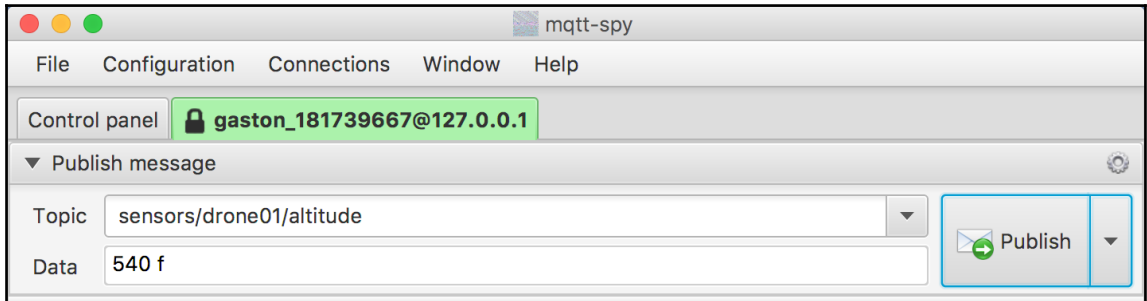 mqtt-spy
File Configuration Connections Window Help
Control panel gaston_181739667@127.0.0.1
Publish message
Topic sensors/drone01/altitude
Publish
Data 540 f